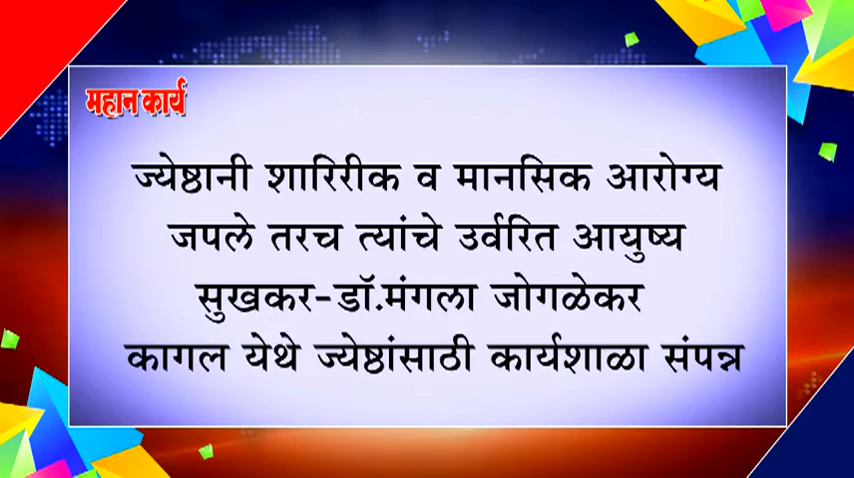 महान कार्य
ज्येष्ठानी शारिरीक व मानसिक आरोग्य
जपले तरच त्यांचे उर्वरित आयुष्य
सुखकर-डॉ.मंगला जोगळेकर
कागल येथे ज्येष्ठांसाठी कार्यशाळा संपन्न